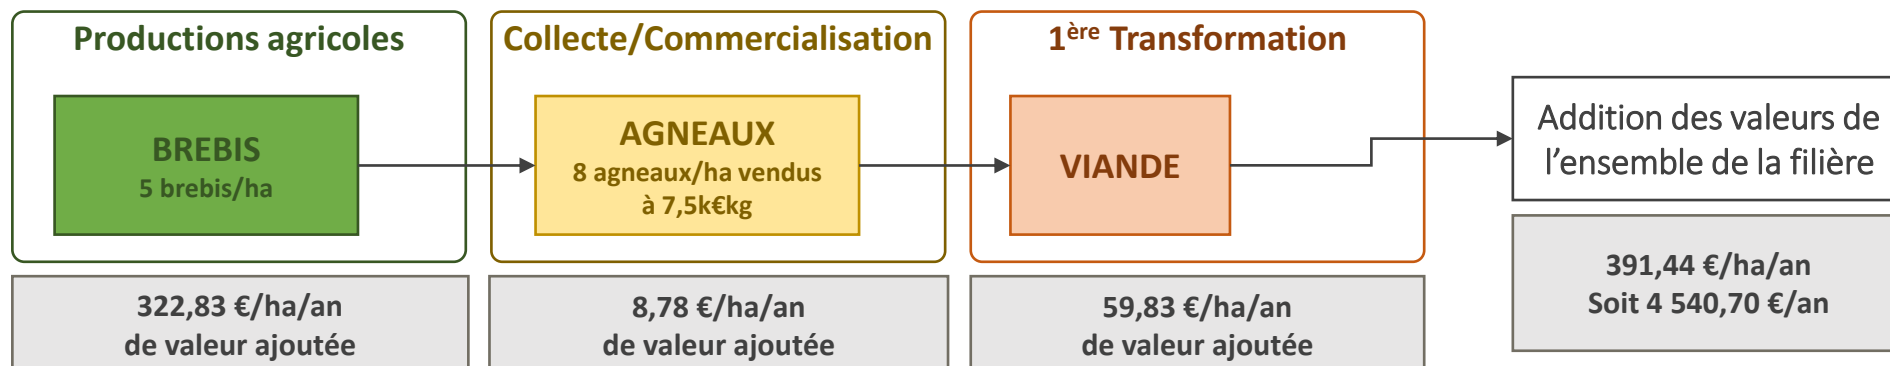 Productions agricoles
BREBIS
5 brebis/ha
322,83 €/ha/an
de valeur ajoutée
Collecte/Commercialisation
AGNEAUX
8 agneaux/ha vendus
à 7,5k€kg
8,78 €/ha/an
de valeur ajoutée
1ère Transformation
VIANDE
59,83 €/ha/an
de valeur ajoutée
Addition des valeurs de
l’ensemble de la filière
391,44 €/ha/an
Soit 4 540,70 €/an